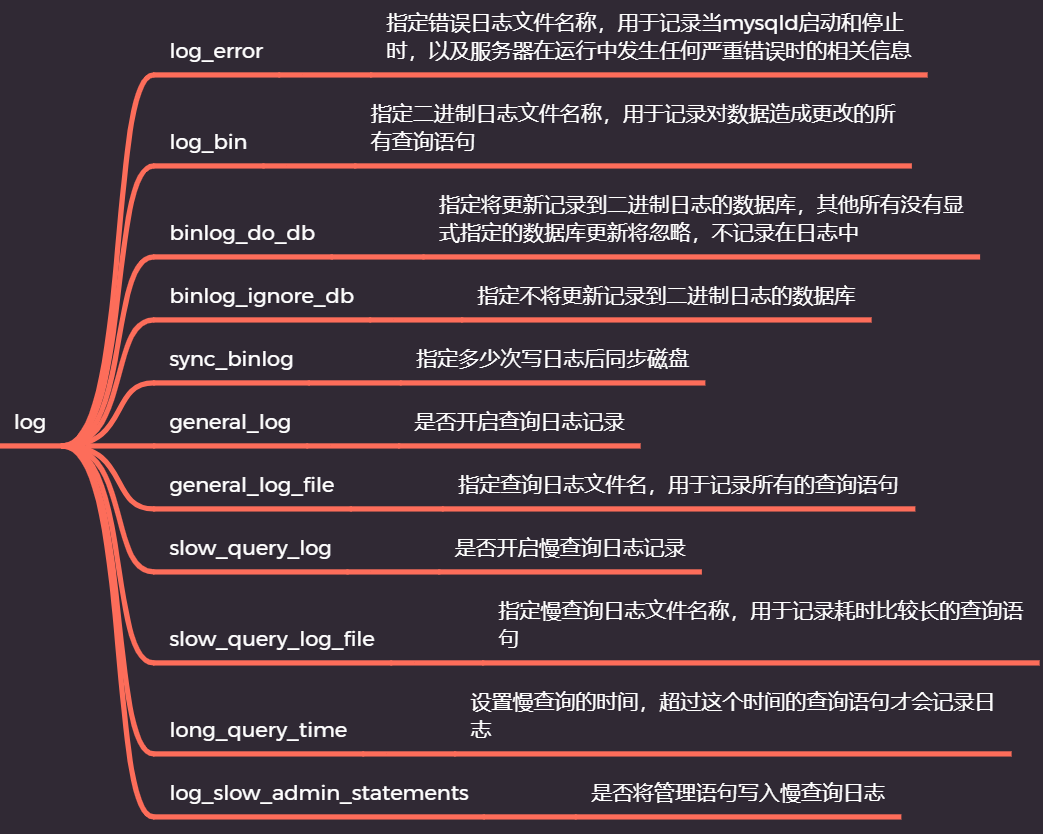 log
log_error
指定错误日志文件名称，用于记录当mysqld启动和停止
时，以及服务器在运行中发生任何严重错误时的相关信息
log_bin
指定二进制日志文件名称，用于记录对数据造成更改的所
有查询语句
binlog_do_db
指定将更新记录到二进制日志的数据库，其他所有没有显
式指定的数据库更新将忽略，不记录在日志中
binlog_ignore_db
指定不将更新记录到二进制日志的数据库
sync_binlog
指定多少次写日志后同步磁盘
general_log
是否开启查询日志记录
general_log_file
指定查询日志文件名，用于记录所有的查询语句
slow_query_log
是否开启慢查询日志记录
slow_query_log_file
指定慢查询日志文件名称，用于记录耗时比较长的查询语
句
long_query_time
设置慢查询的时间，超过这个时间的查询语句才会记录日
志
log_slow_admin_statements
是否将管理语句写入慢查询日志